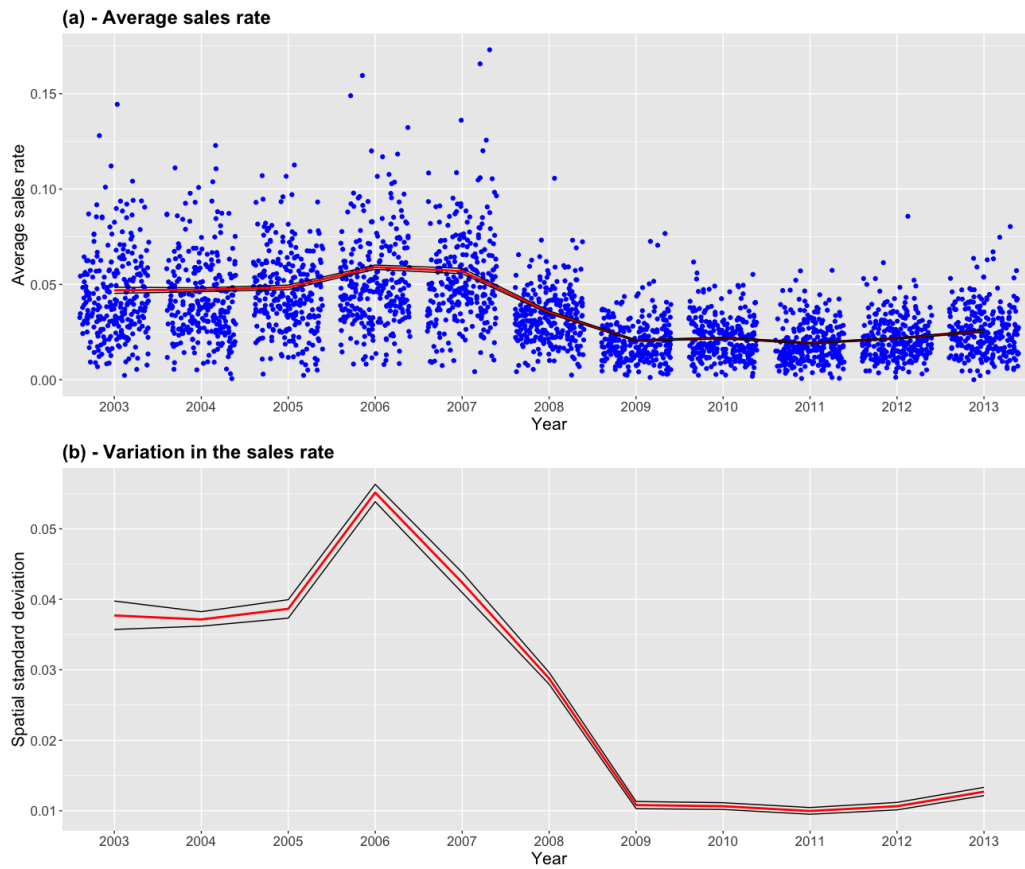 (a) - Average sales rate
Average sales rate
0.15
0.10
0.05
0.00
2003 2004 2005 2006 2007 2008 2009 2010 2011 2012 2013
Year
(b) - Variation in the sales rate
Spatial standard deviation
0.05
0.04
0.03
0.02
0.01
2003 2004 2005 2006 2007 2008 2009 2010 2011 2012 2013
Year